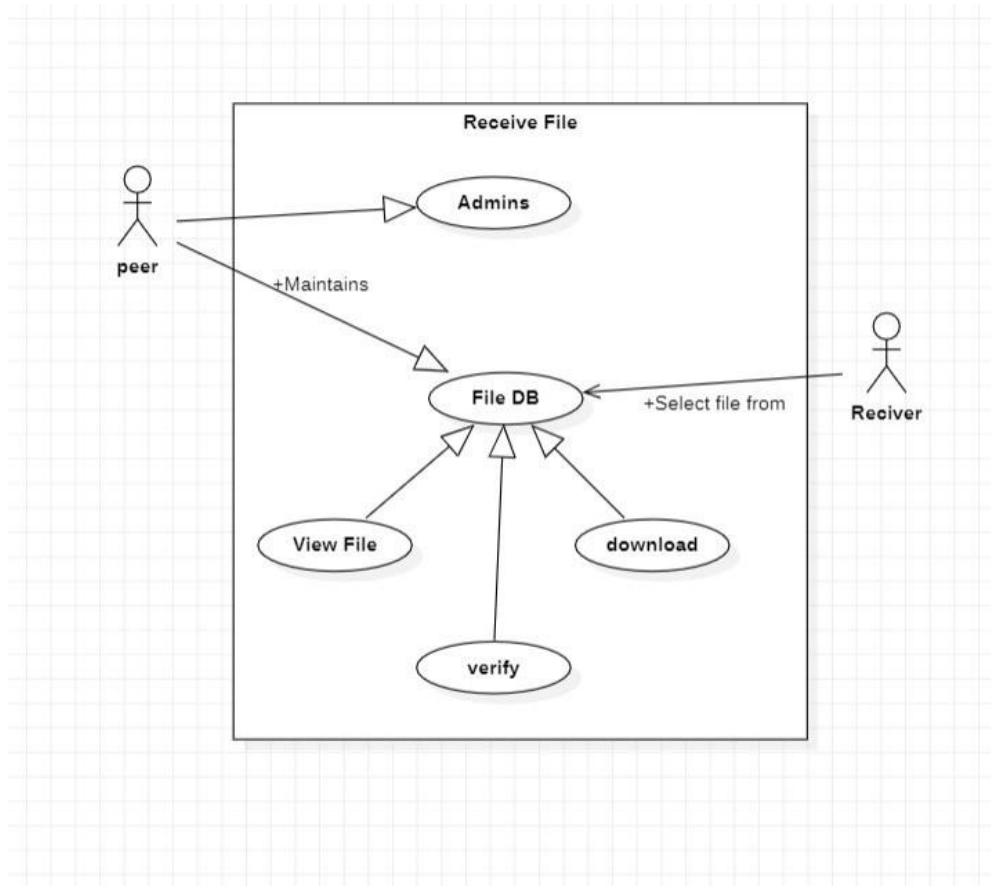 Receive File
Admins
peer
+Maintains
File DB
+Select file from
Reciver
View File
download
verify